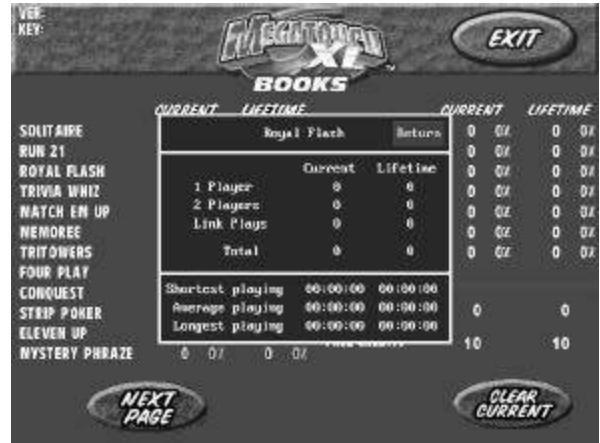 VER:
KEY:
MEGATOUCH
XL
EXIT
BOOKS
CURRENT LIFETIME CURRENT LIFETIME
SOLITAIRE 0 0% 0 0%
RUN 21 0 0% 0 0%
ROYAL FLASH 0 0% 0 0%
TRIVIA WHIZ 0 0% 0 0%
MATCH EM UP 0 0% 0 0%
MEMOREE 0 0% 0 0%
TRITOWERS 0 0% 0 0%
FOUR PLAY
CONQUEST
STRIP POKER 0 0
ELEVEN UP
10 10
MYSTERY PHRAZE 0 0% 0 0%
Royal Flash Return
Current Lifetime
1 Player 0 0
2 Players 0 0
Link Plays 0 0
Total 0 0
Shortest playing 00:00:00 00:00:00
Average playing 00:00:00 00:00:00
Longest playing 00:00:00 00:00:00
NEXT
PAGE
CLEAR
CURRENT